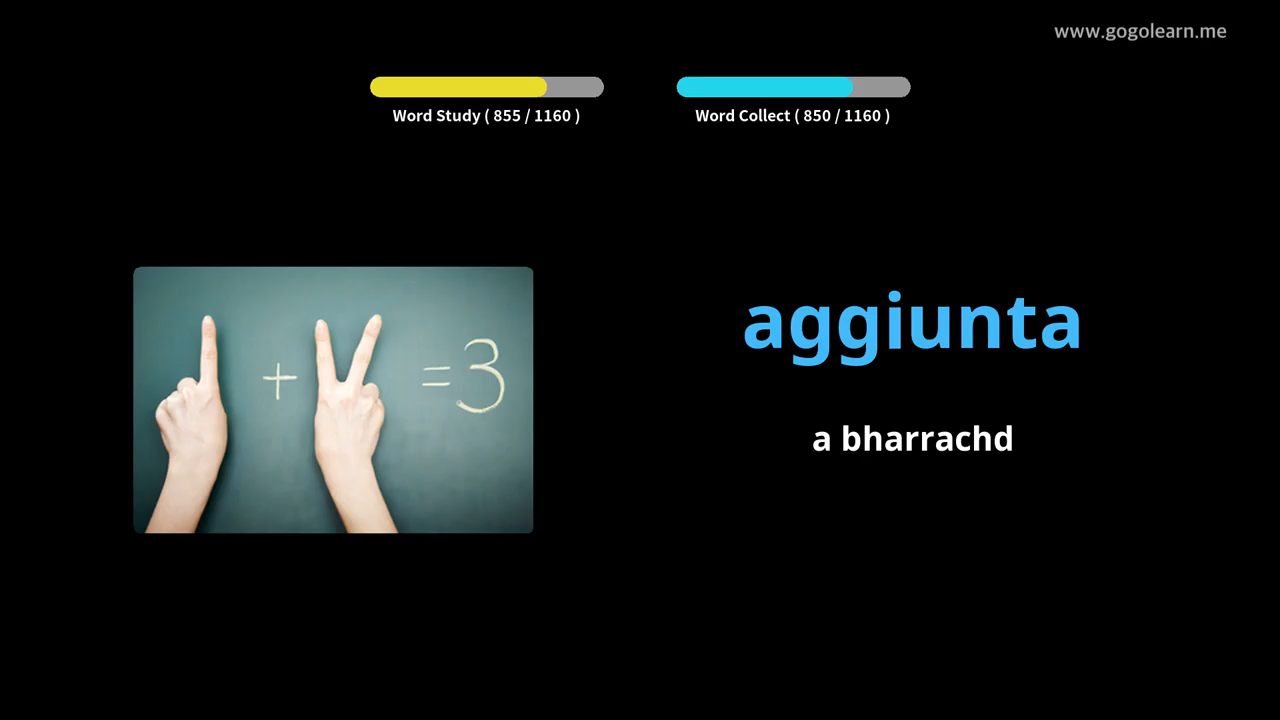 www.gogolearn.me
Word Study ( 855 / 1160 )
Word Collect ( 850 / 1160 )
+ = 3
aggiunta
a bharrachd